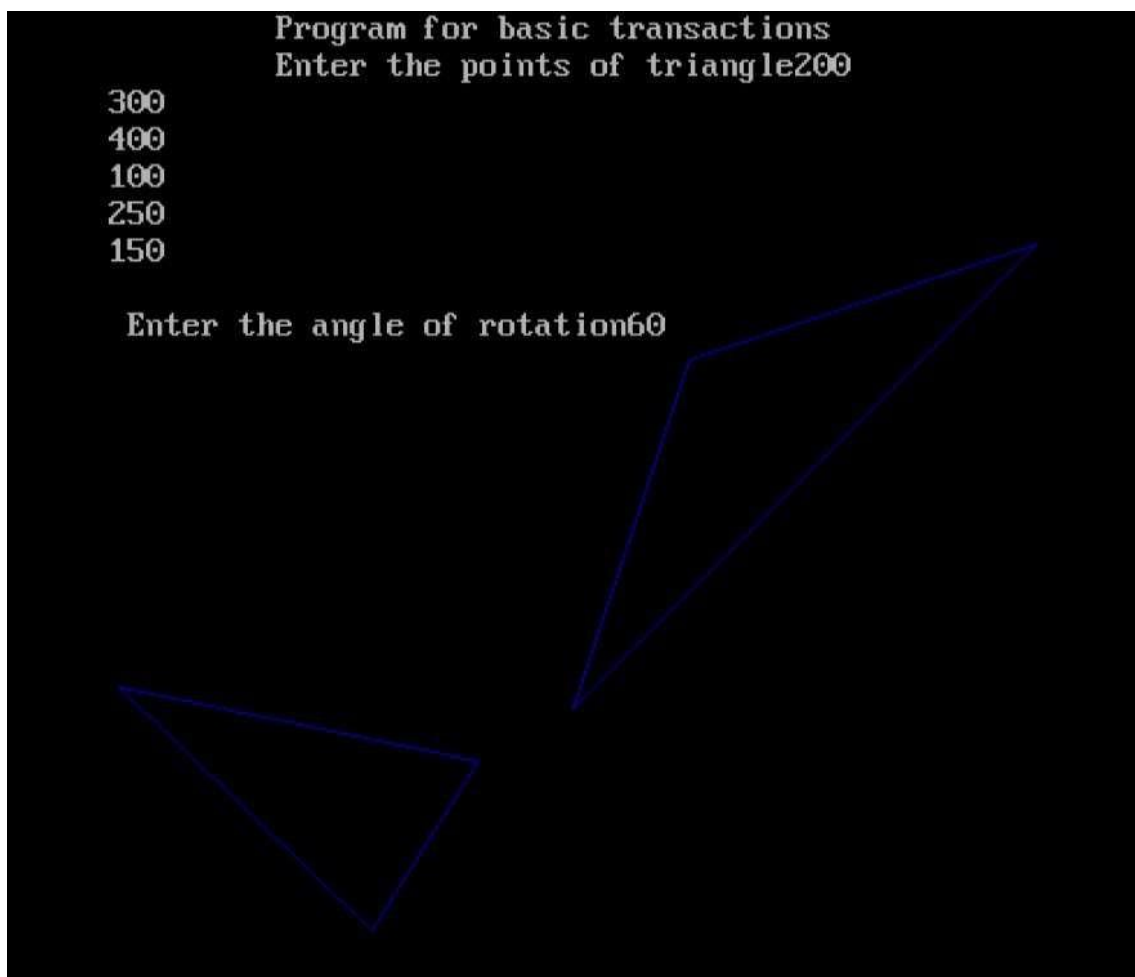 Program for basic transactions
Enter the points of triangle200
300
400
100
250
150
Enter the angle of rotation60